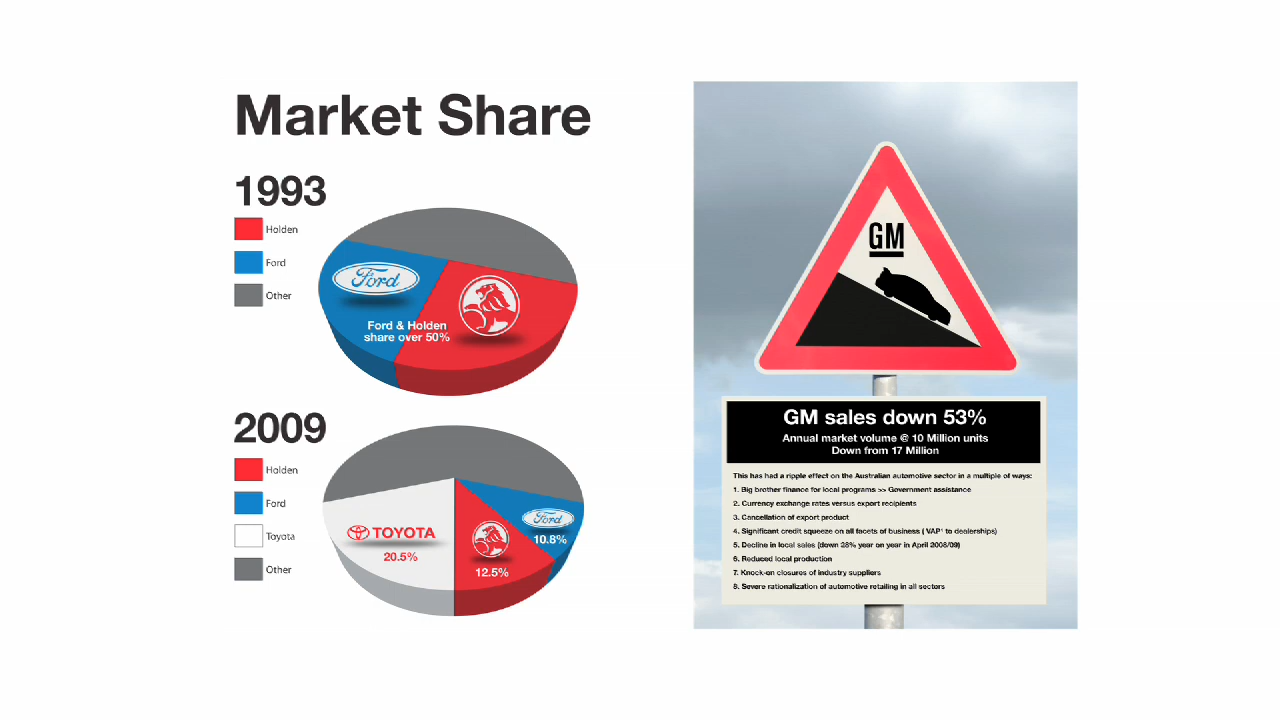 Market Share
1993
Holden
Ford
Other
Ford
Ford & Holden
share over 50%
2009
Holden
Ford
Toyota
Other
TOYOTA
20.5%
12.5%
Ford
10.8%
GM
GM sales down 53%
Annual market volume @ 10 Million units
Down from 17 Million
This has had a ripple effect on the Australian automotive sector in a multiple of ways:
1. Big brother finance for local programs >> Government assistance
2. Currency exchange rates versus export recipients
3. Cancellation of export product
4. Significant credit squeeze on all facets of business ( VAP¹ to dealerships)
5. Decline in local sales (down 28% year on year in April 2008/09)
6. Reduced local production
7. Knock-on closures of industry suppliers
8. Severe rationalization of automotive retailing in all sectors